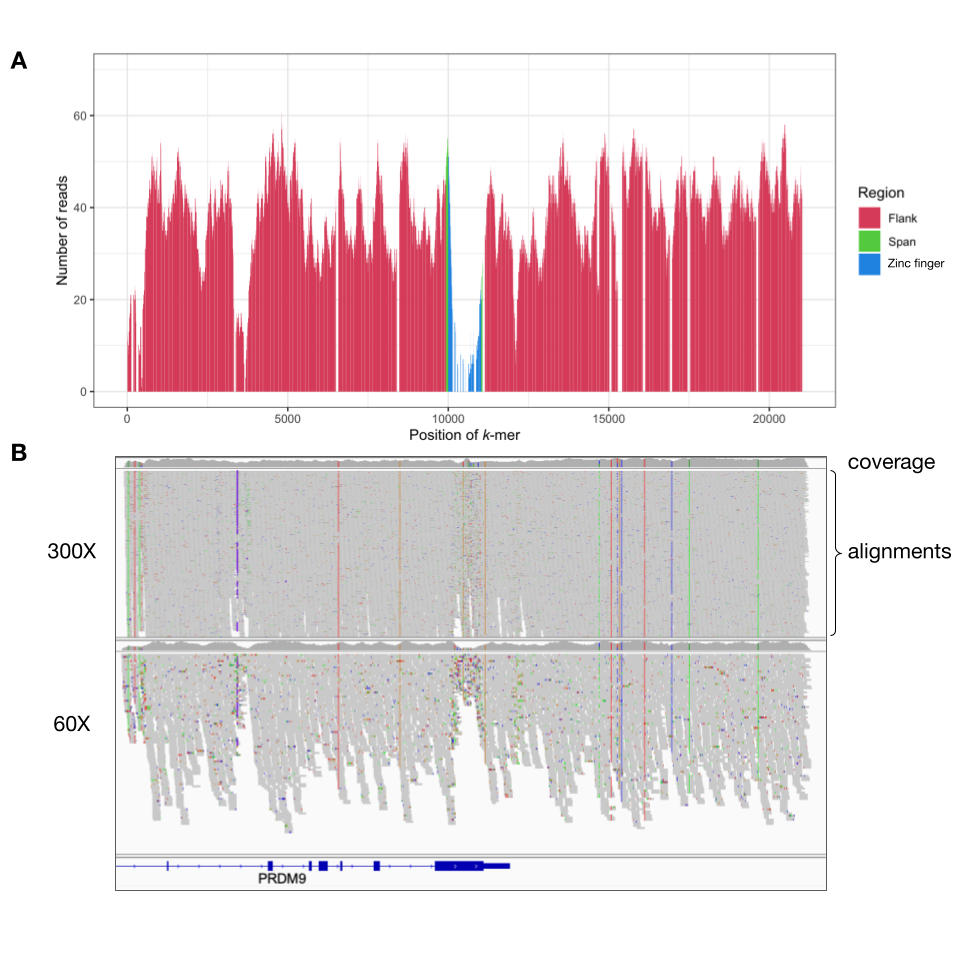 A
60
40
20
0
Number of reads
0 5000 10000 15000 20000
Position of k-mer
Region
Flank
Span
Zinc finger
B
coverage
300X
alignments
60X
PRDM9